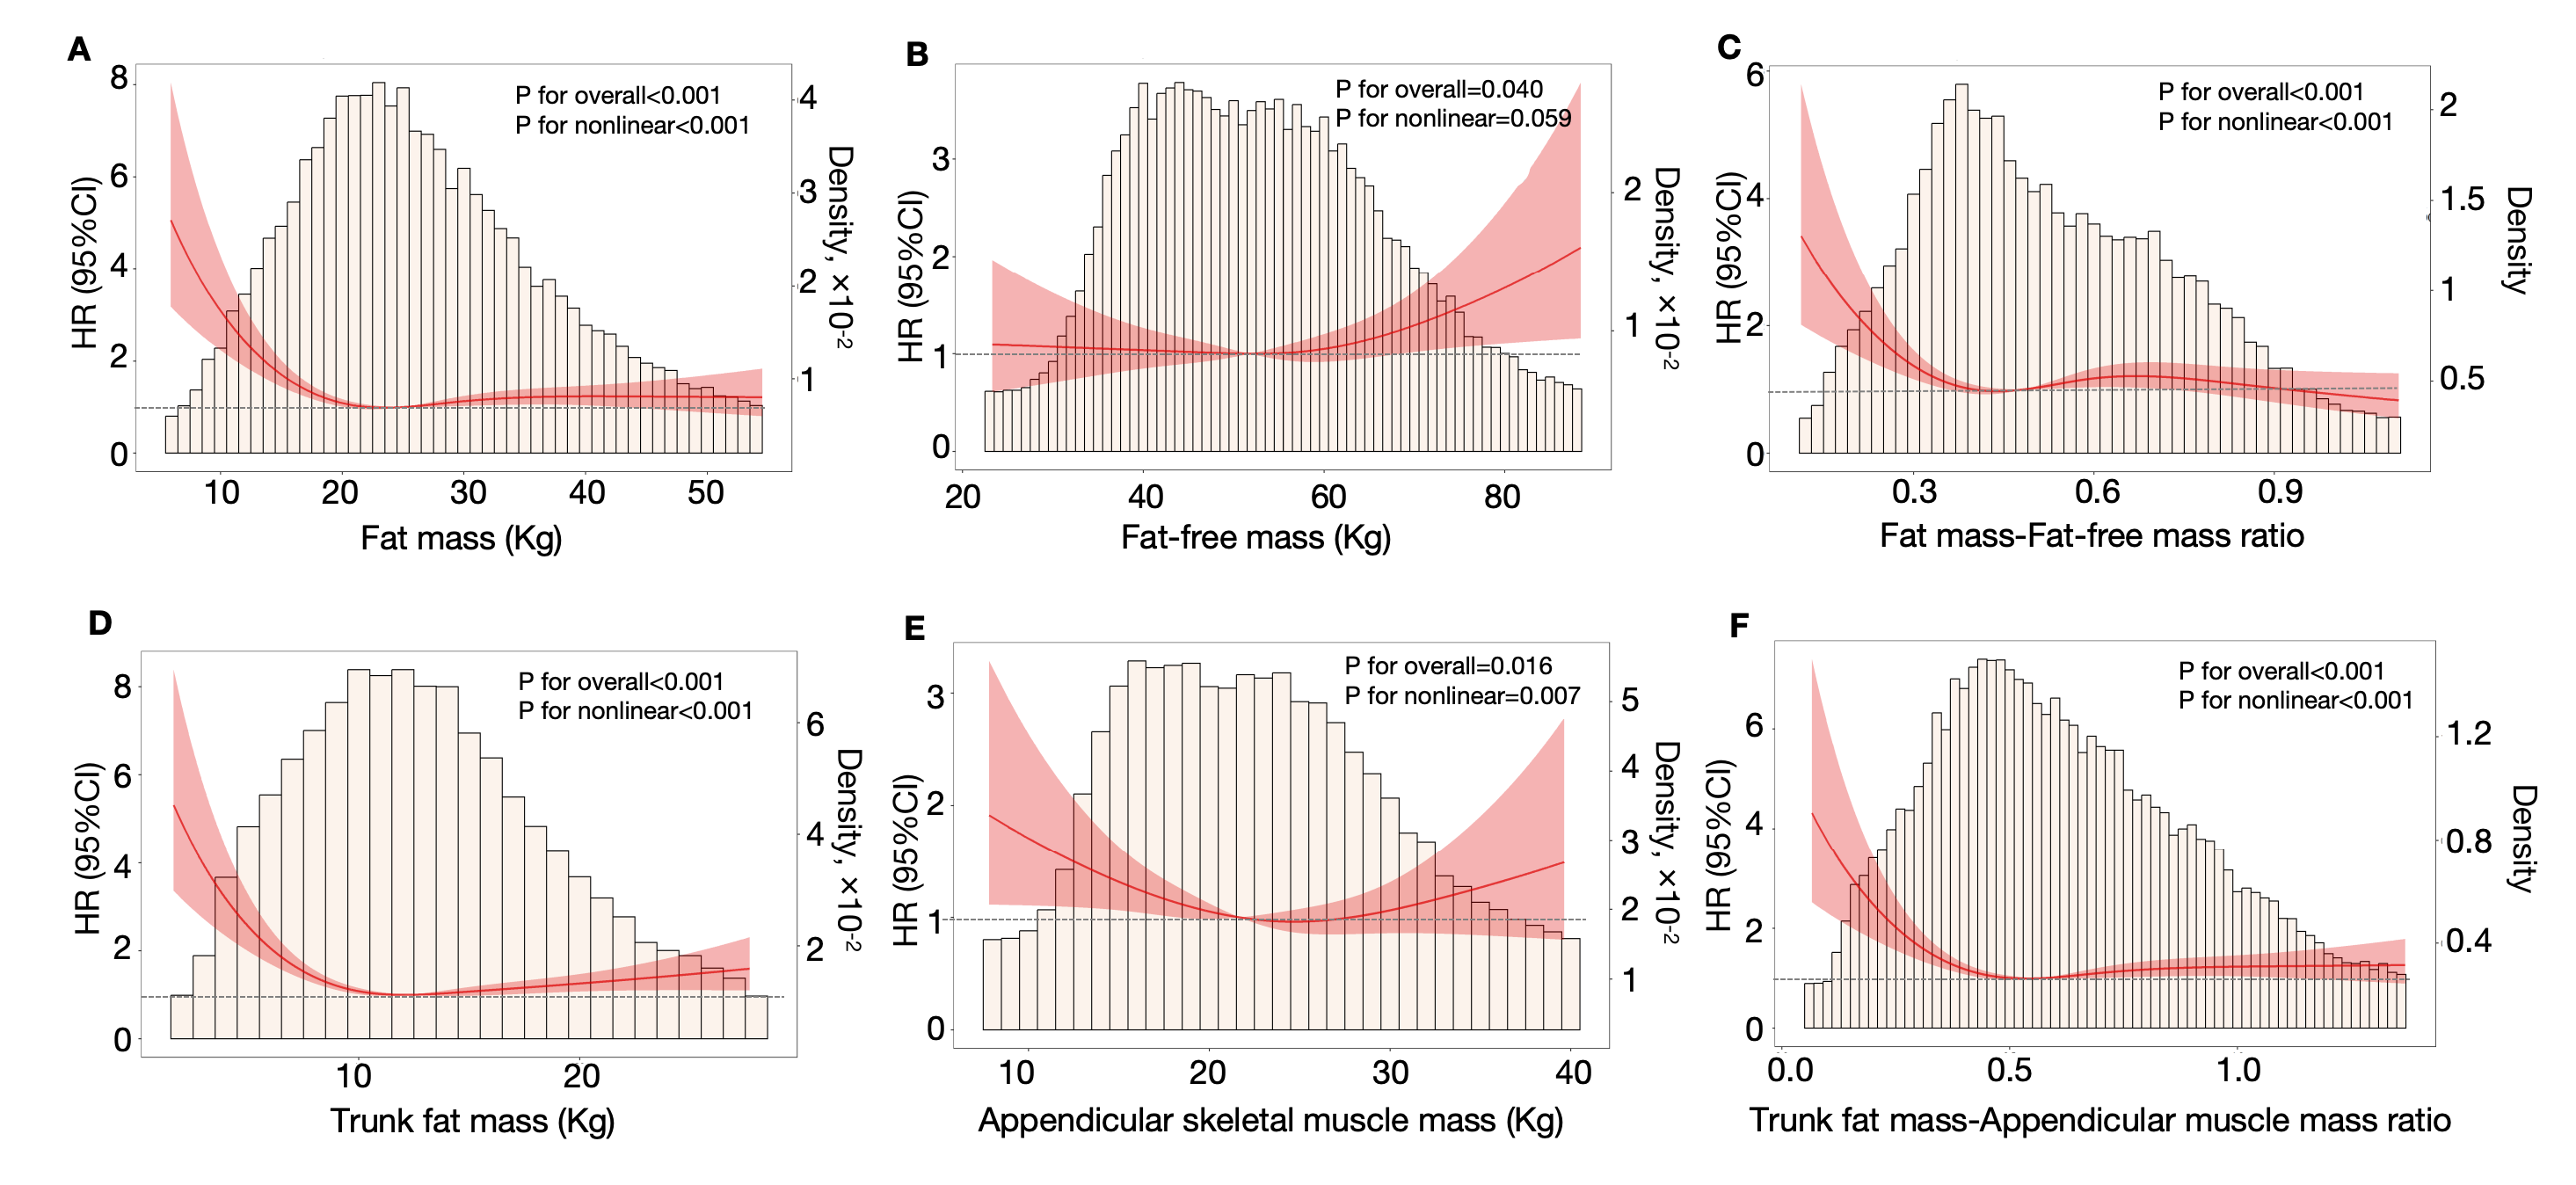 A
P for overall<0.001
P for nonlinear<0.001
HR (95%CI)
8
6
4
2
0
4
3
2
1
Density, ×10-2
10 20 30 40 50
Fat mass (Kg)
B
P for overall=0.040
P for nonlinear=0.059
HR (95%CI)
3
2
1
0
2
1
Density, ×10-2
20 40 60 80
Fat-free mass (Kg)
C
P for overall<0.001
P for nonlinear<0.001
HR (95%CI)
6
4
2
0
2
1.5
1
0.5
Density
0.3 0.6 0.9
Fat mass-Fat-free mass ratio
D
P for overall<0.001
P for nonlinear<0.001
HR (95%CI)
8
6
4
2
0
6
4
2
Density, ×10-2
10 20
Trunk fat mass (Kg)
E
P for overall=0.016
P for nonlinear=0.007
HR (95%CI)
3
2
1
0
5
4
3
2
1
Density, ×10-2
10 20 30 40
Appendicular skeletal muscle mass (Kg)
F
P for overall<0.001
P for nonlinear<0.001
HR (95%CI)
6
4
2
0
1.2
0.8
0.4
Density
0.0 0.5 1.0
Trunk fat mass-Appendicular muscle mass ratio